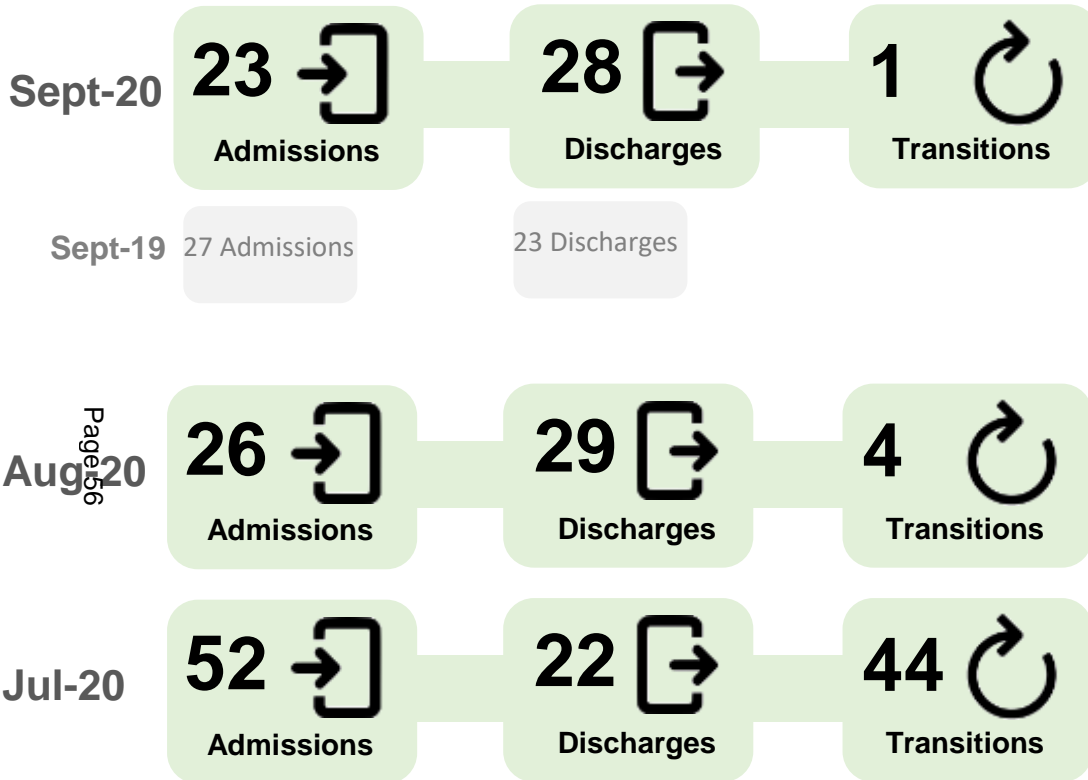 Sept-20
23
Admissions
28
Discharges
1
Transitions
Sept-19
27 Admissions
23 Discharges
Page 56
Aug-20
26
Admissions
29
Discharges
4
Transitions
Jul-20
52
Admissions
22
Discharges
44
Transitions